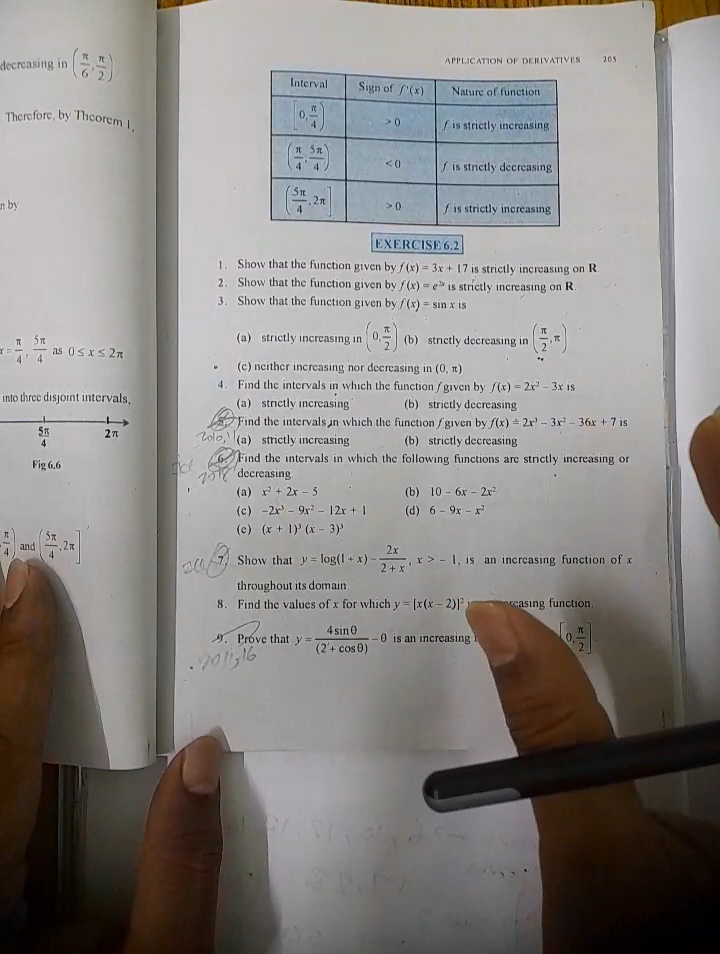 decreasing in (π/6, π/2)
Therefore, by Theorem 1,
n by
x = π/4, 5π/4 as 0 ≤ x ≤ 2π
into three disjoint intervals,
5π/4 2π
Fig 6.6
π/4) and (5π/4, 2π]
APPLICATION OF DERIVATIVES 205
Interval Sign of f′(x) Nature of function
[0, π/4) > 0 f is strictly increasing
(π/4, 5π/4) < 0 f is strictly decreasing
(5π/4, 2π] > 0 f is strictly increasing
EXERCISE 6.2
1. Show that the function given by f (x) = 3x + 17 is strictly increasing on R
2. Show that the function given by f (x) = e²ˣ is strictly increasing on R
3. Show that the function given by f (x) = sin x is
(a) strictly increasing in (0, π/2) (b) strictly decreasing in (π/2, π)
(c) neither increasing nor decreasing in (0, π)
4. Find the intervals in which the function f given by f(x) = 2x² – 3x is
(a) strictly increasing (b) strictly decreasing
5. Find the intervals in which the function f given by f(x) = 2x³ – 3x² – 36x + 7 is
2010,
(a) strictly increasing (b) strictly decreasing
6. Find the intervals in which the following functions are strictly increasing or
2018
decreasing:
(a) x² + 2x – 5 (b) 10 – 6x – 2x²
(c) –2x³ – 9x² – 12x + 1 (d) 6 – 9x – x²
(e) (x + 1)³ (x – 3)³
7. Show that y = log(1 + x) – 2x/(2 + x), x > – 1, is an increasing function of x
throughout its domain.
8. Find the values of x for which y = [x(x – 2)]² function.
9. Prove that y = 4 sin θ/(2 + cos θ) – θ is an increasing [0, π/2]
2011,16